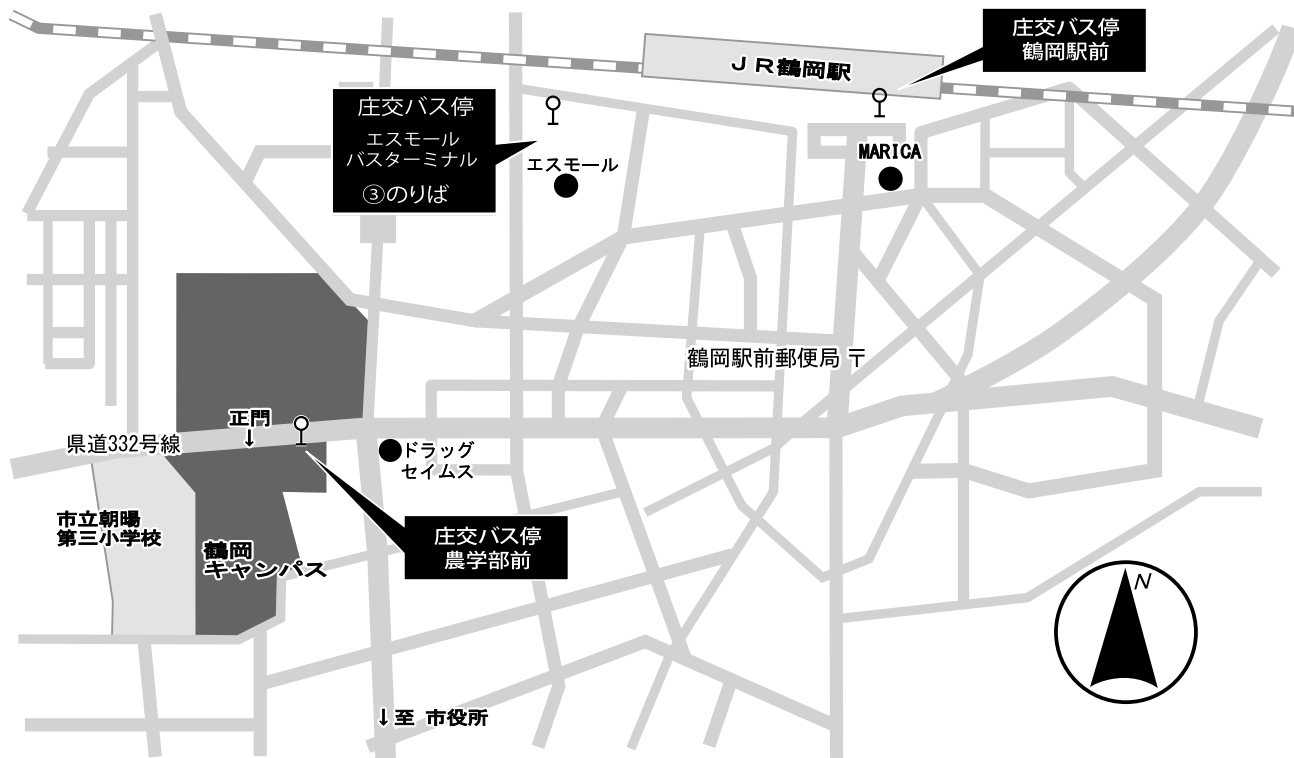 庄交バス停
鶴岡駅前
ＪＲ鶴岡駅
庄交バス停
エスモール
バスターミナル
③のりば
エスモール
MARICA
鶴岡駅前郵便局 〒
正門
↓
県道332号線
ドラッグ
セイムス
市立朝暘
第三小学校
鶴岡
キャンパス
庄交バス停
農学部前
N
↓至 市役所